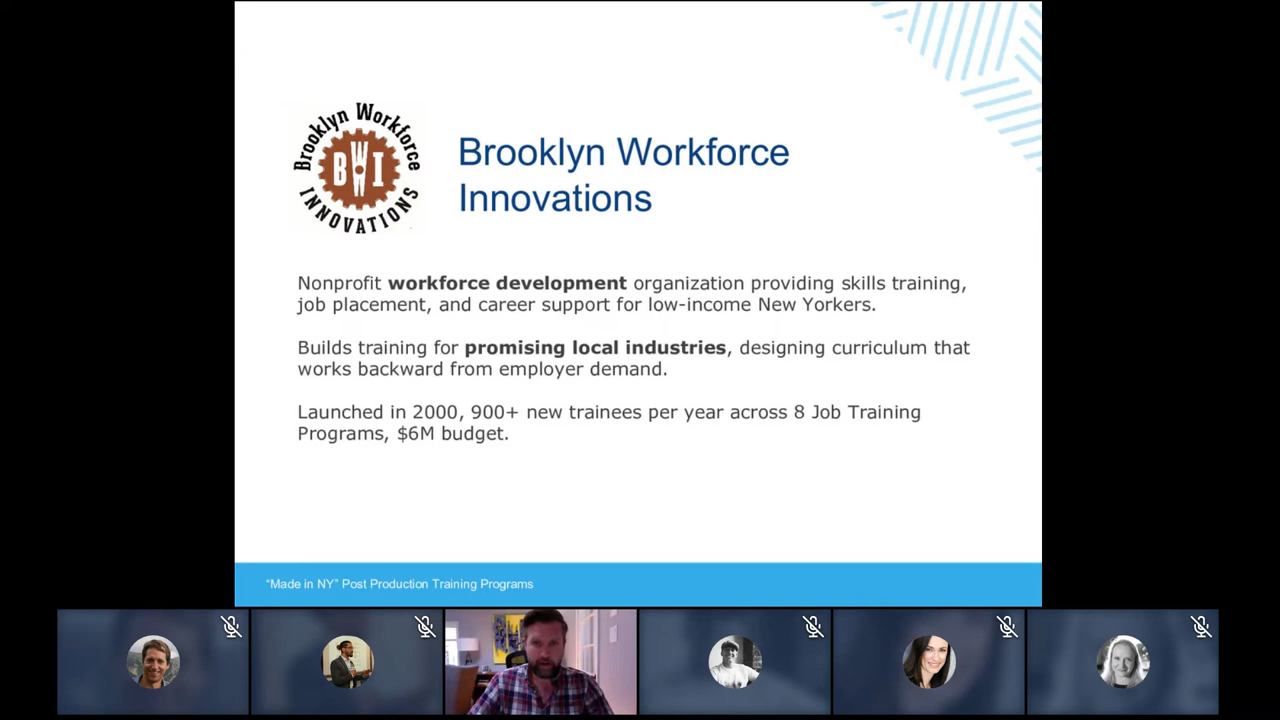 Brooklyn Workforce
BWI
INNOVATIONS
Brooklyn Workforce
Innovations
Nonprofit workforce development organization providing skills training,
job placement, and career support for low-income New Yorkers.
Builds training for promising local industries, designing curriculum that
works backward from employer demand.
Launched in 2000, 900+ new trainees per year across 8 Job Training
Programs, $6M budget.
“Made in NY” Post Production Training Programs